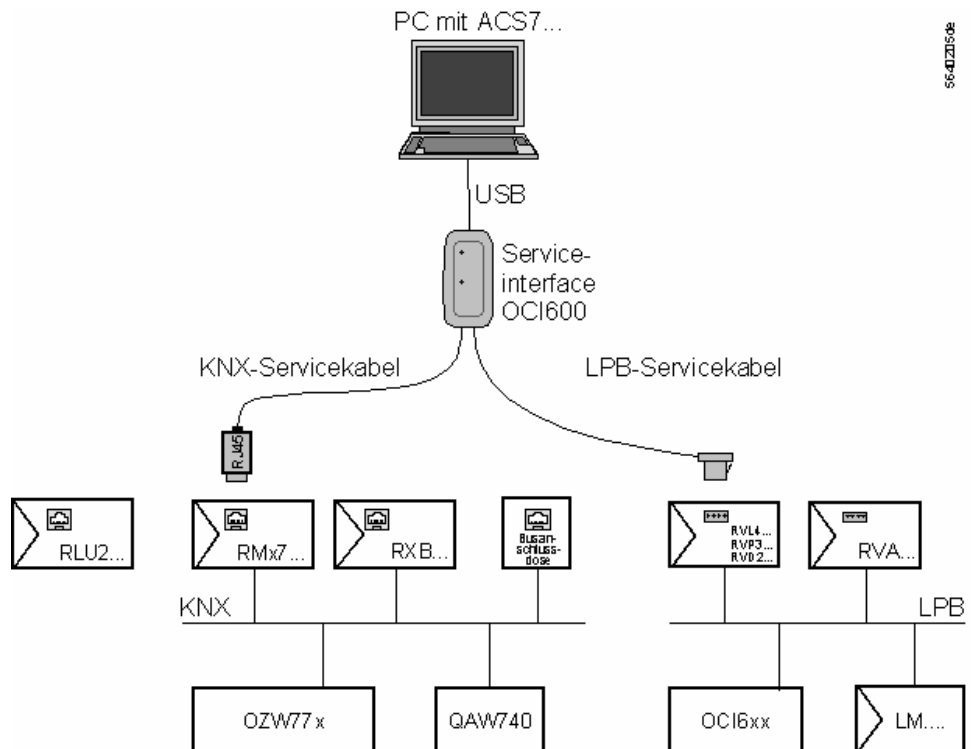 PC mit ACS7...
5640Z05de
USB
Service-
interface
OCI600
KNX-Servicekabel
LPB-Servicekabel
RJ45
RLU2...
RMx7...
RXB...
Busan-
schluss-
dose
RVL4...
RVP3...
RVD2...
RVA...
KNX
LPB
OZW77x
QAW740
OCI6xx
LM....